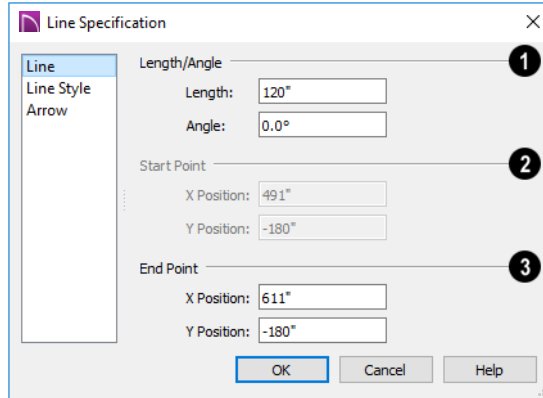 Line Specification
Line
Line Style
Arrow
Length/Angle
1
Length: 120"
Angle: 0.0°
Start Point
2
X Position: 491"
Y Position: -180"
End Point
3
X Position: 611"
Y Position: -180"
OK Cancel Help